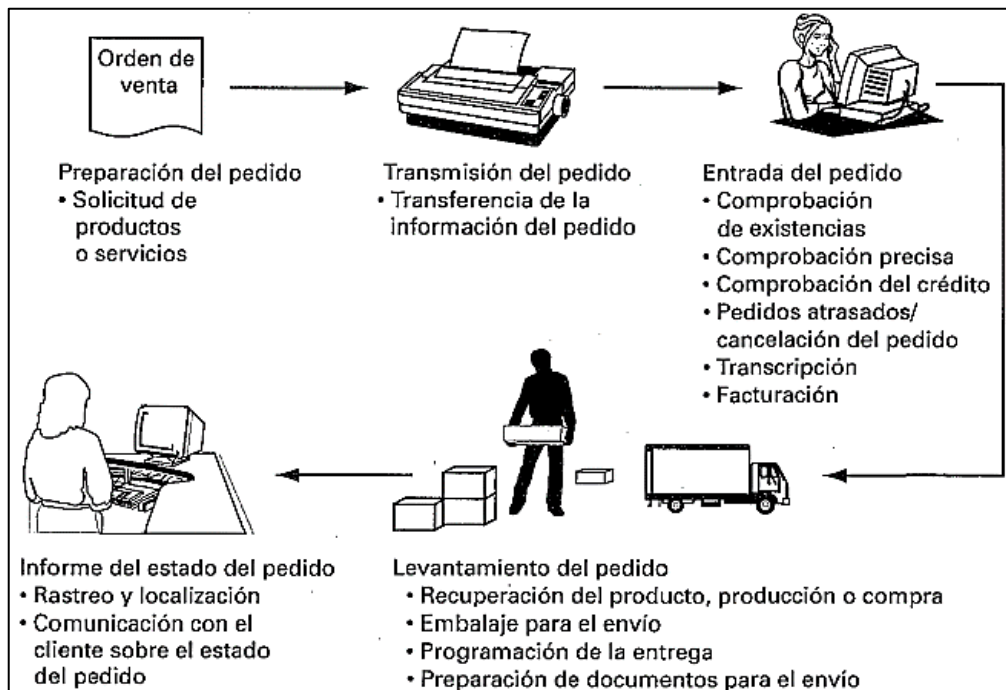 Orden de
venta
Preparación del pedido
• Solicitud de
productos
o servicios
Transmisión del pedido
• Transferencia de la
información del pedido
Entrada del pedido
• Comprobación
de existencias
• Comprobación precisa
• Comprobación del crédito
• Pedidos atrasados/
cancelación del pedido
• Transcripción
• Facturación
Informe del estado del pedido
• Rastreo y localización
• Comunicación con el
cliente sobre el estado
del pedido
Levantamiento del pedido
• Recuperación del producto, producción o compra
• Embalaje para el envío
• Programación de la entrega
• Preparación de documentos para el envío